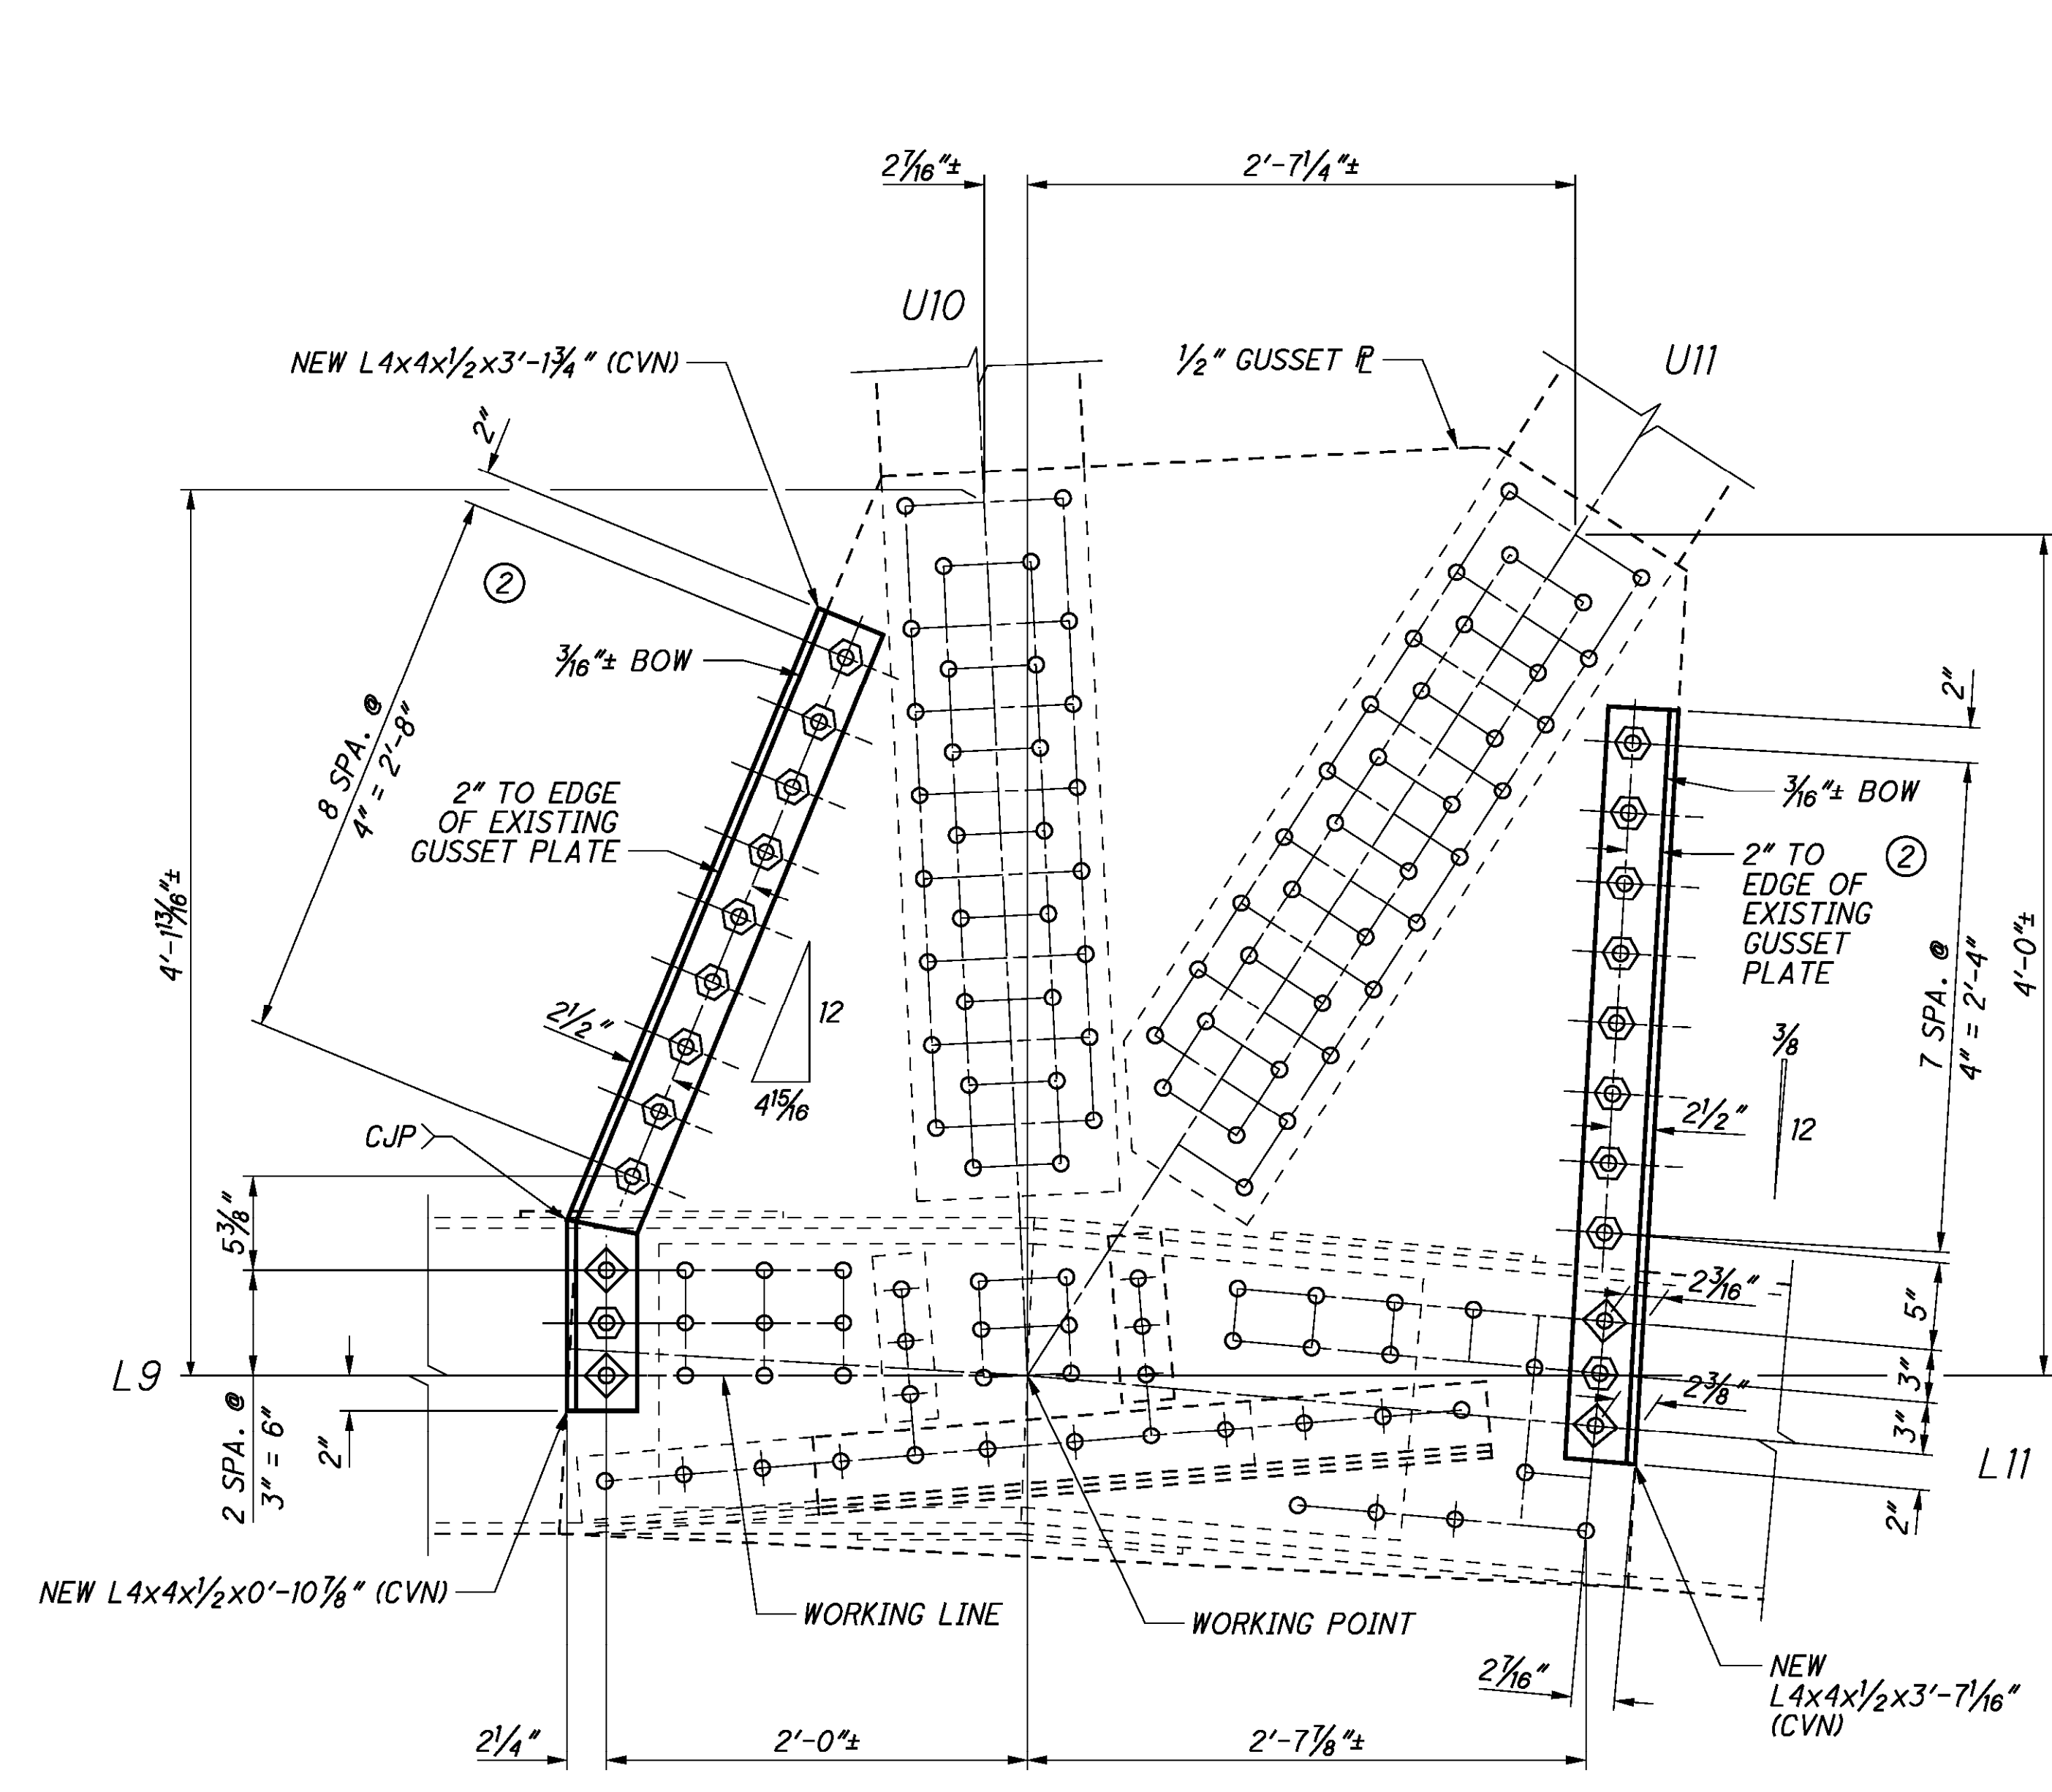 2 7/16"±
2'-7 1/4"±
U10
NEW L4x4x1/2x3'-1 3/4" (CVN)
1/2" GUSSET PL
U11
2"
2
3/16"± BOW
8 SPA. @
4" = 2'-8"
2" TO EDGE
OF EXISTING
GUSSET PLATE
4'-1 13/16"±
2 1/2"
12
4 15/16
CJP
5 3/8"
2"
3/16"± BOW
2" TO
EDGE OF
EXISTING
GUSSET
PLATE
2
7 SPA. @
4" = 2'-4"
4'-0"±
3/8
12
2 1/2"
2 3/16"
5"
L9
2 3/8"
3"
3"
2 SPA. @
3" = 6"
2"
L11
2"
NEW L4x4x1/2x0'-10 7/8" (CVN)
WORKING LINE
WORKING POINT
2 7/16"
NEW
L4x4x1/2x3'-7 1/16"
(CVN)
2 1/4"
2'-0"±
2'-7 7/8"±